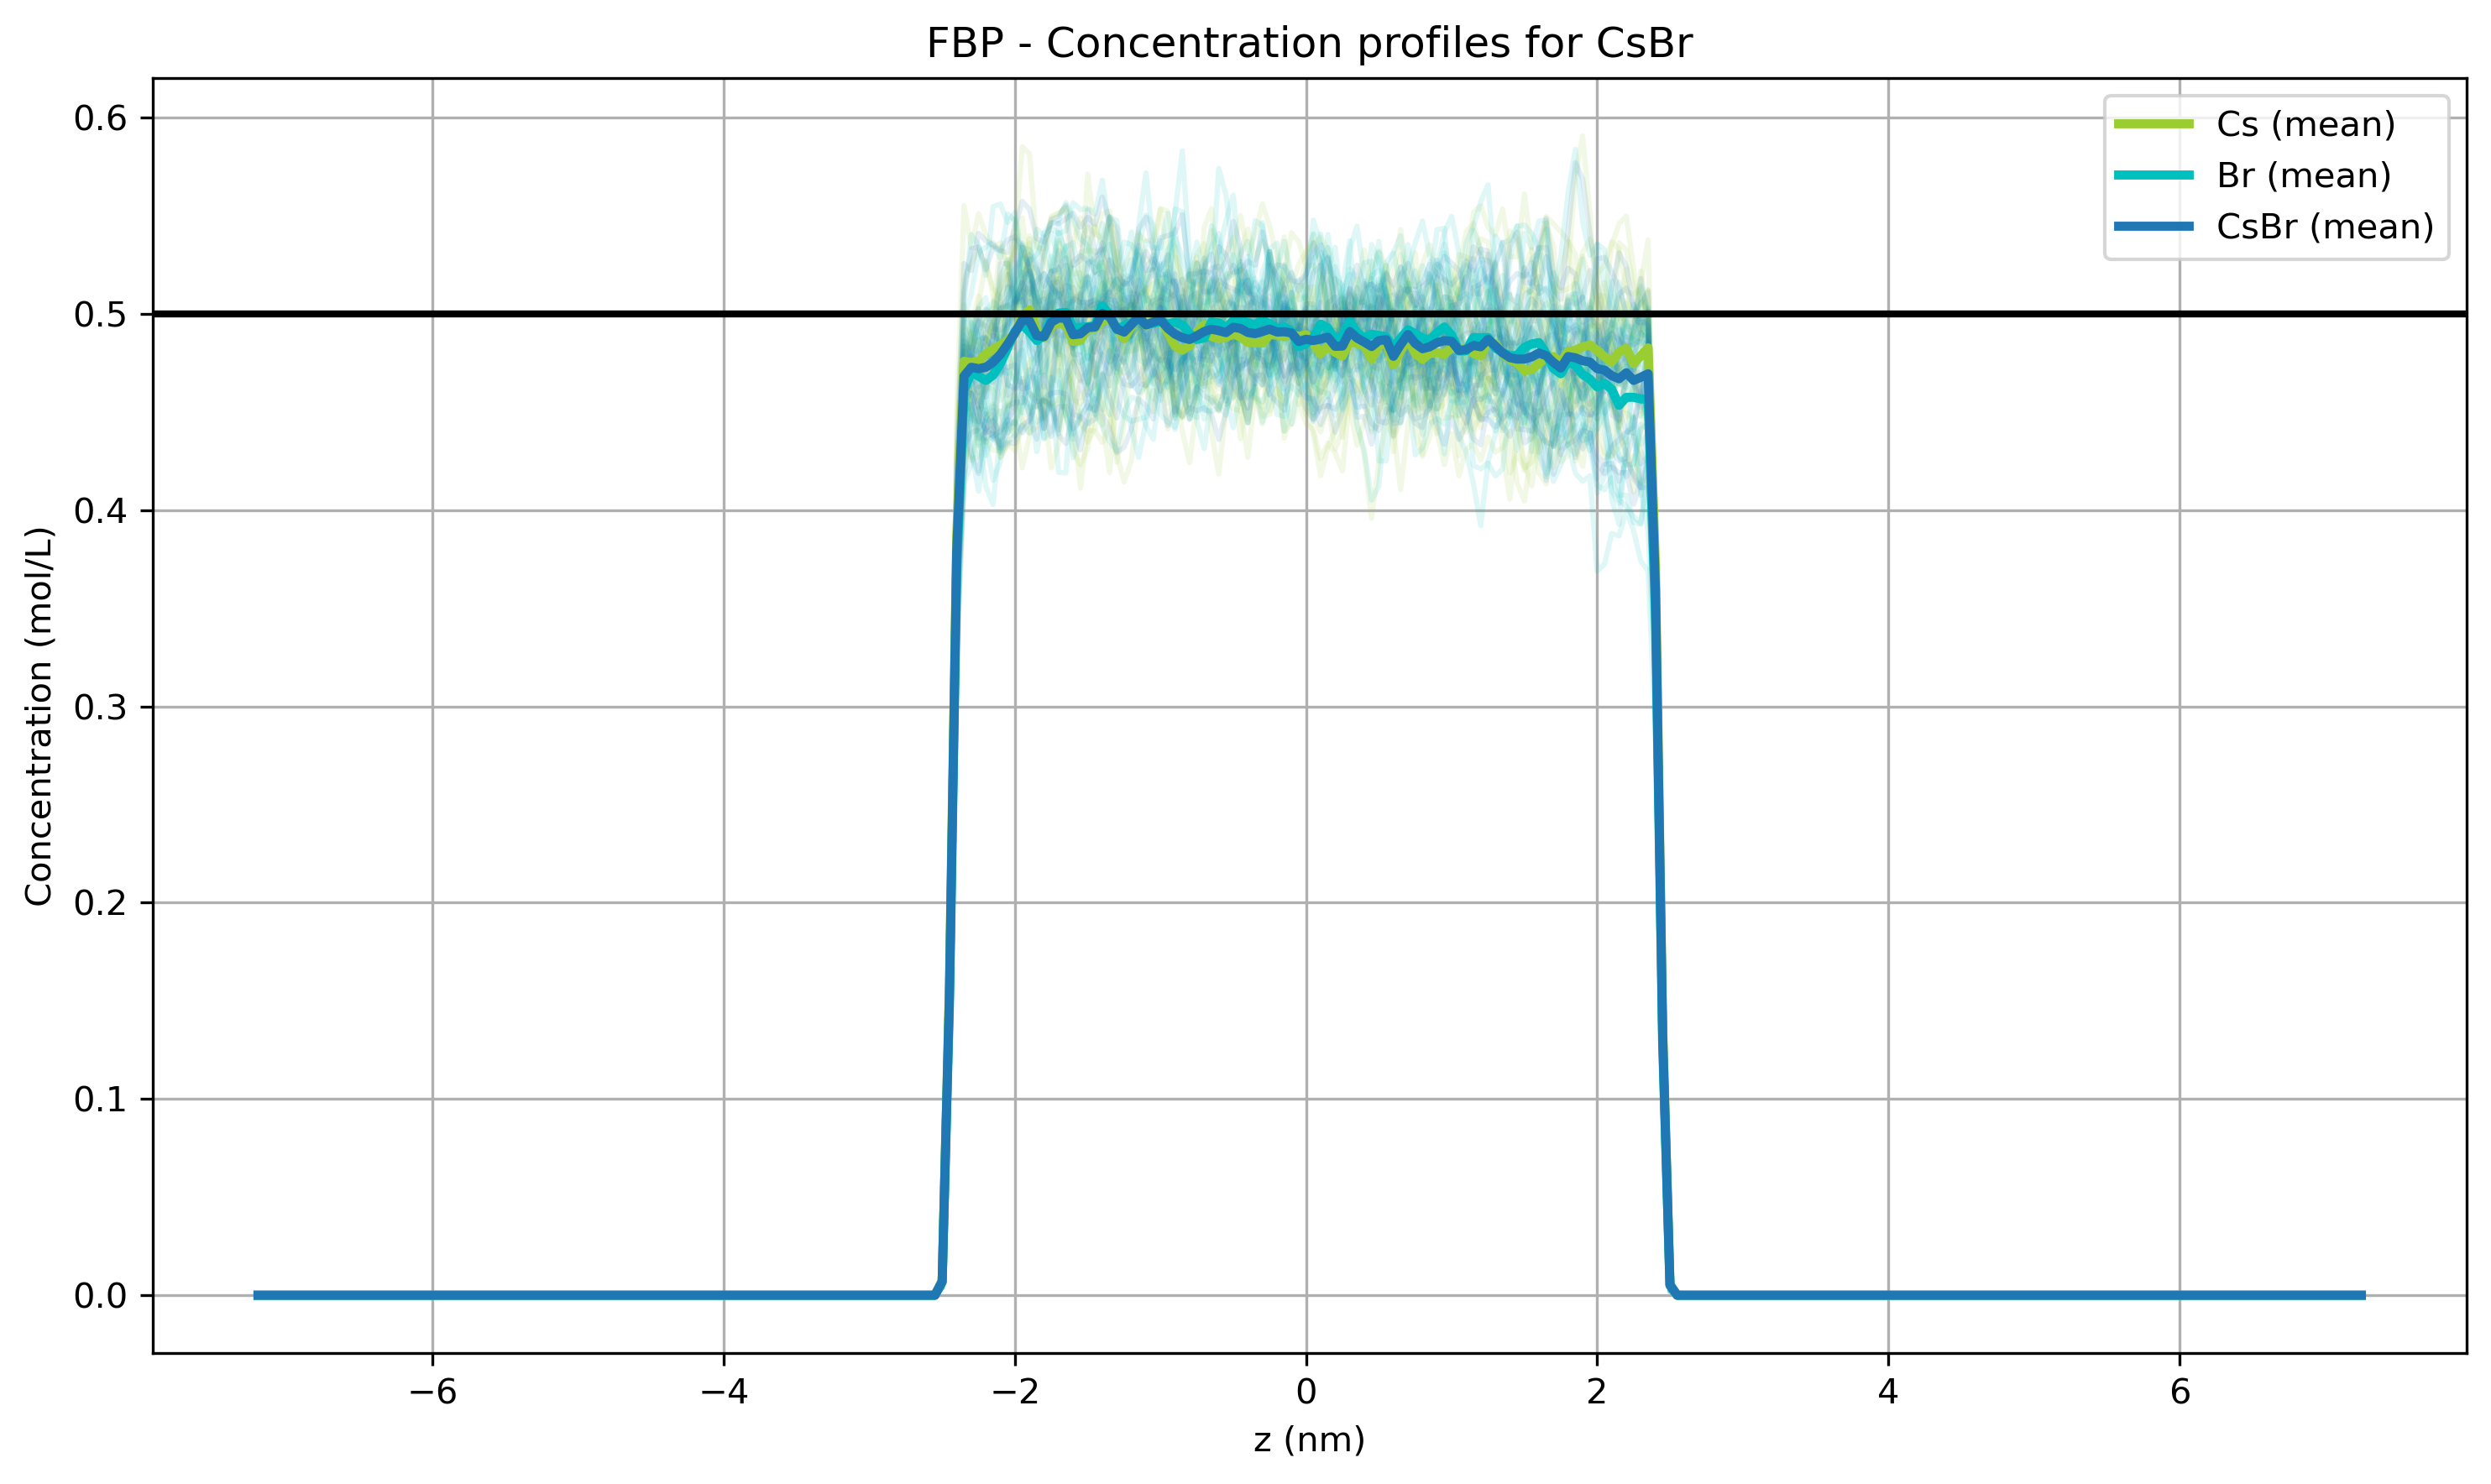 FBP - Concentration profiles for CsBr
Cs (mean)
Br (mean)
CsBr (mean)
Concentration (mol/L)
0.6
0.5
0.4
0.3
0.2
0.1
0.0
−6 −4 −2 0 2 4 6
z (nm)